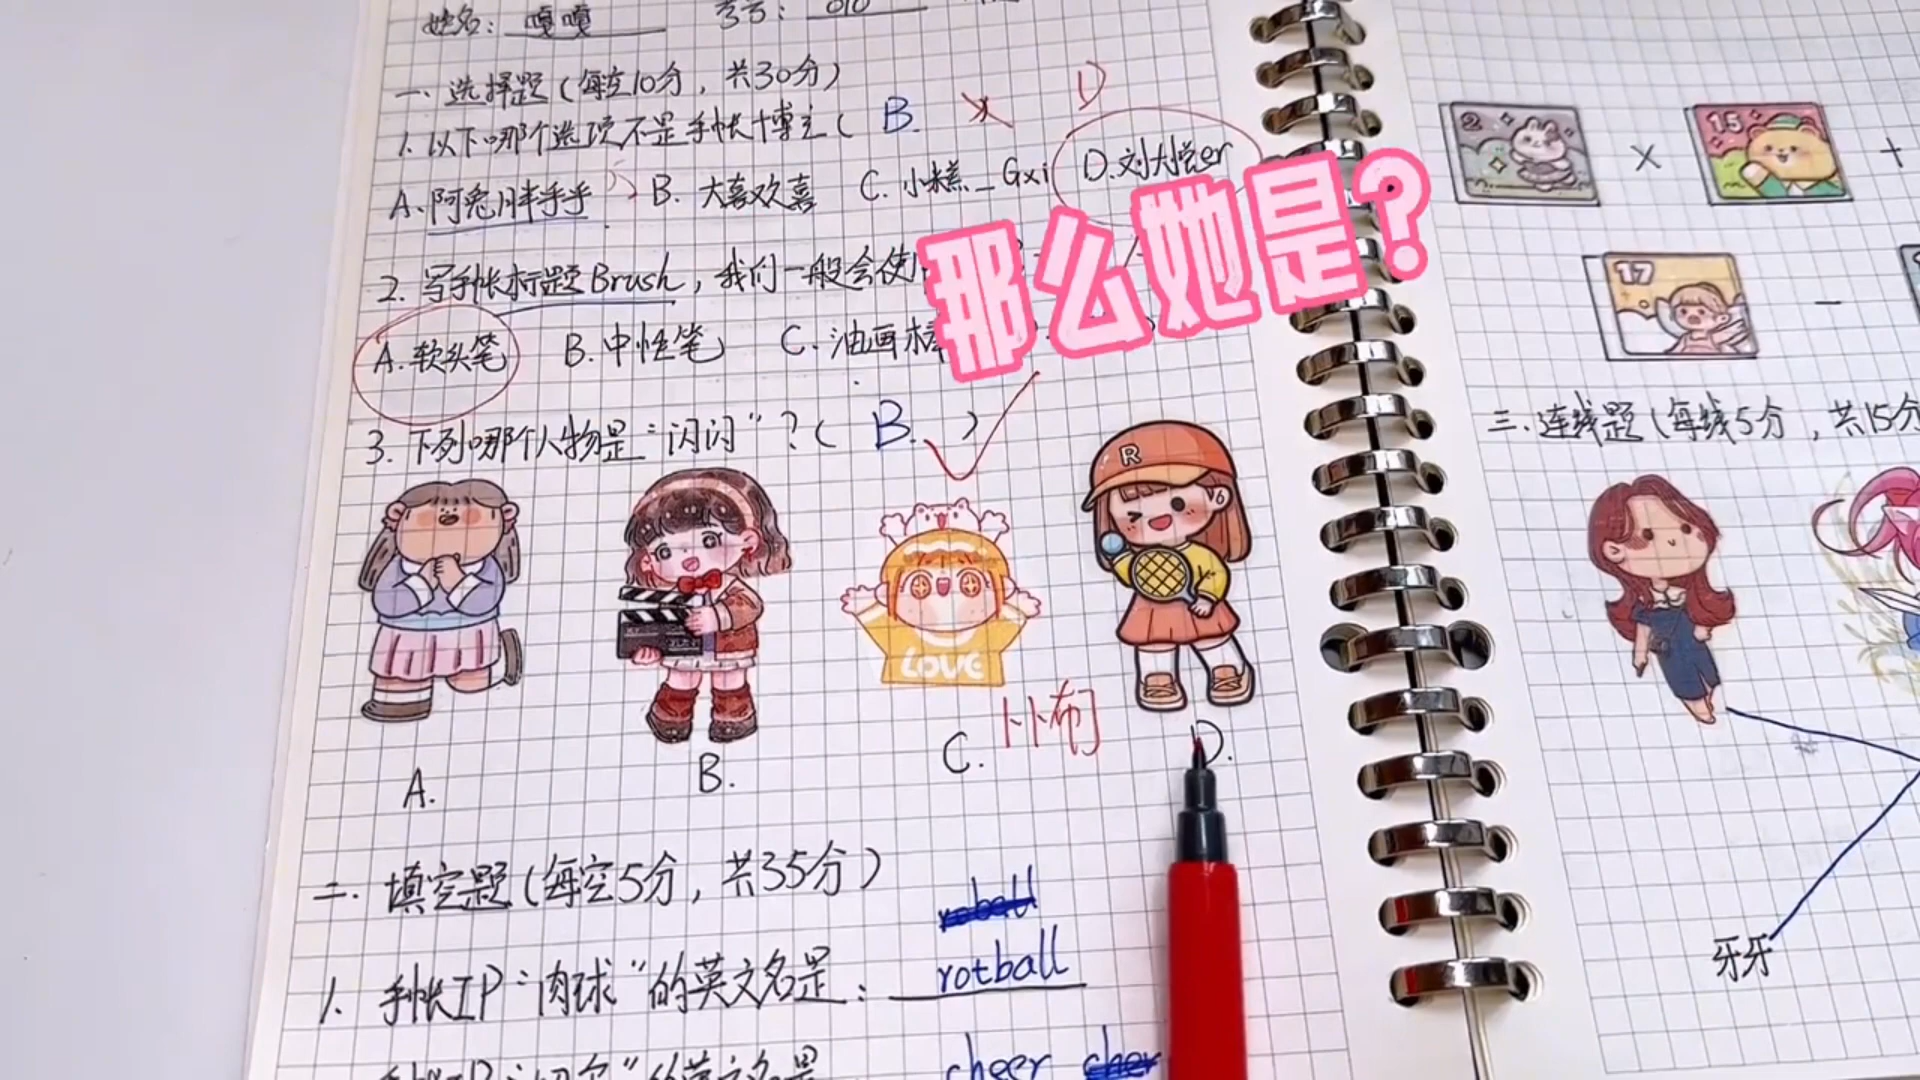 姓名：嘎嘎
一、选择题（每空10分，共30分）
1. 以下哪个选项不是手帐博主（ B. × D
A. 阿兔胖手手 B. 大喜欢喜 C. 小糕_Gxi D. 刘大悦er
那么她是？
2. 写手帐标题Brush，我们一般会使
A. 软头笔 B. 中性笔 C. 油画棒
3. 下列哪个人物是“闪闪”？（ B. ）
R
6
LOVE
A. B. C. 卜卜布 D.
二. 填空题（每空5分，共35分）
1. 手帐IP“肉球”的英文名是：rotball
cheer
2 × 15 +
17 -
三. 连线题（每线5分，共15分
牙牙